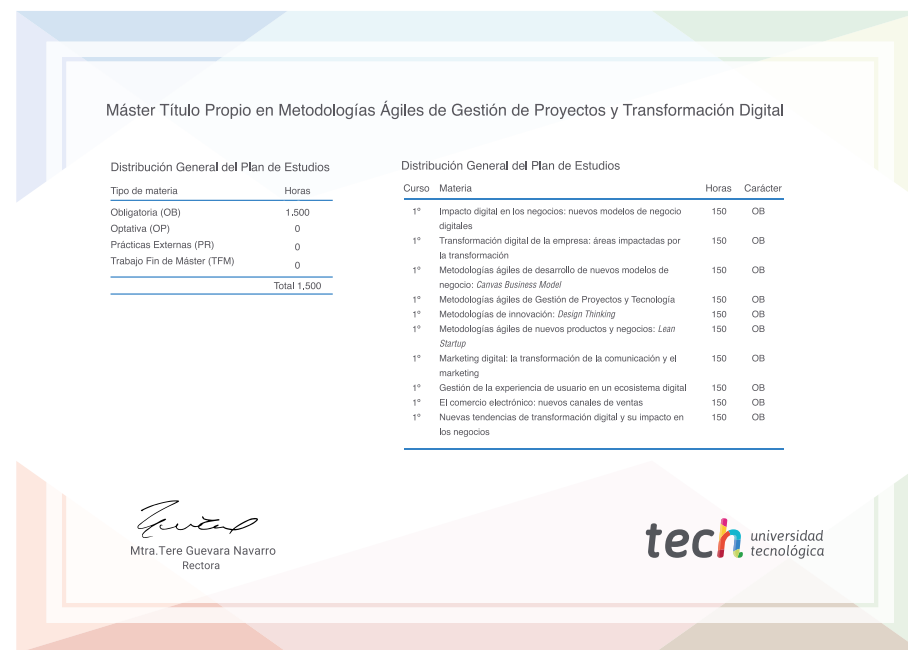 Máster Título Propio en Metodologías Ágiles de Gestión de Proyectos y Transformación Digital
Distribución General del Plan de Estudios
Tipo de materia Horas
Obligatoria (OB) 1.500
Optativa (OP) 0
Prácticas Externas (PR) 0
Trabajo Fin de Máster (TFM) 0
Total 1,500
Distribución General del Plan de Estudios
Curso Materia Horas Carácter
1º Impacto digital en los negocios: nuevos modelos de negocio 150 OB
digitales
1º Transformación digital de la empresa: áreas impactadas por 150 OB
la transformación
1º Metodologías ágiles de desarrollo de nuevos modelos de 150 OB
negocio: Canvas Business Model
1º Metodologías ágiles de Gestión de Proyectos y Tecnología 150 OB
1º Metodologías de innovación: Design Thinking 150 OB
1º Metodologías ágiles de nuevos productos y negocios: Lean 150 OB
Startup
1º Marketing digital: la transformación de la comunicación y el 150 OB
marketing
1º Gestión de la experiencia de usuario en un ecosistema digital 150 OB
1º El comercio electrónico: nuevos canales de ventas 150 OB
1º Nuevas tendencias de transformación digital y su impacto en 150 OB
los negocios
Mtra.Tere Guevara Navarro
Rectora
tech universidad
tecnológica